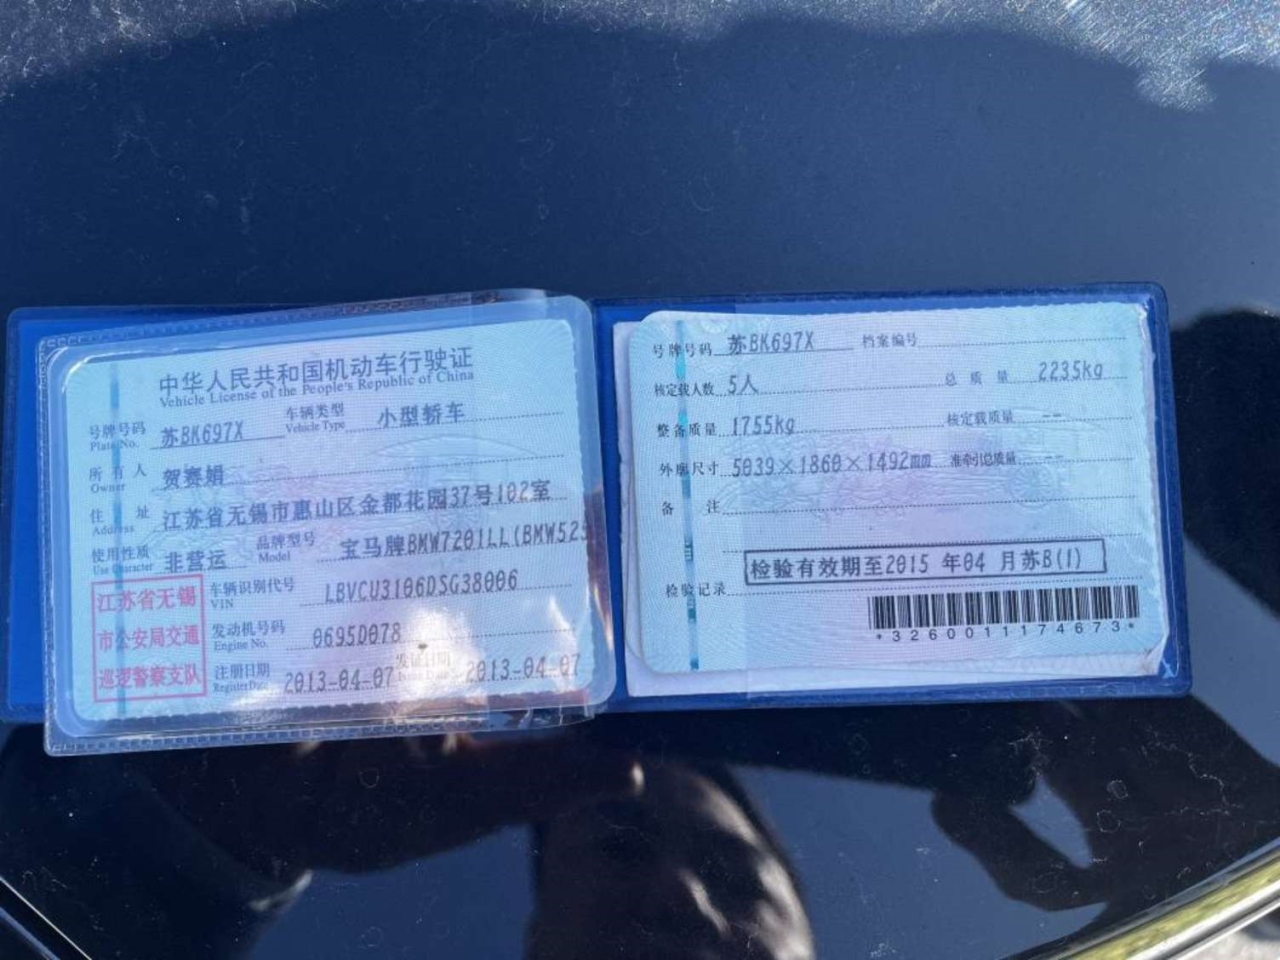 中华人民共和国机动车行驶证
Vehicle License of the People's Republic of China
号牌号码 苏BK697X 车辆类型 小型轿车
Plate No. Vehicle Type
所有人 贺赛娟
Owner
住址 江苏省无锡市惠山区金都花园37号102室
Address
使用性质 非营运 品牌型号 宝马牌BMW7201LL(BMW525
Use Character Model
车辆识别代号 LBVCU3106DSG38006
VIN
发动机号码 0695D078
Engine No.
注册日期 2013-04-07 发证日期 2013-04-07
Register Date Issue Date
江苏省无锡
市公安局交通
巡逻警察支队
号牌号码 苏BK697X 档案编号
核定载人数 5人 总质量 2235kg
整备质量 1755kg 核定载质量 --
外廓尺寸 5039×1860×1492mm 准牵引总质量 --
备注
检验记录 检验有效期至2015 年04 月苏B(1)
*3260011174673*